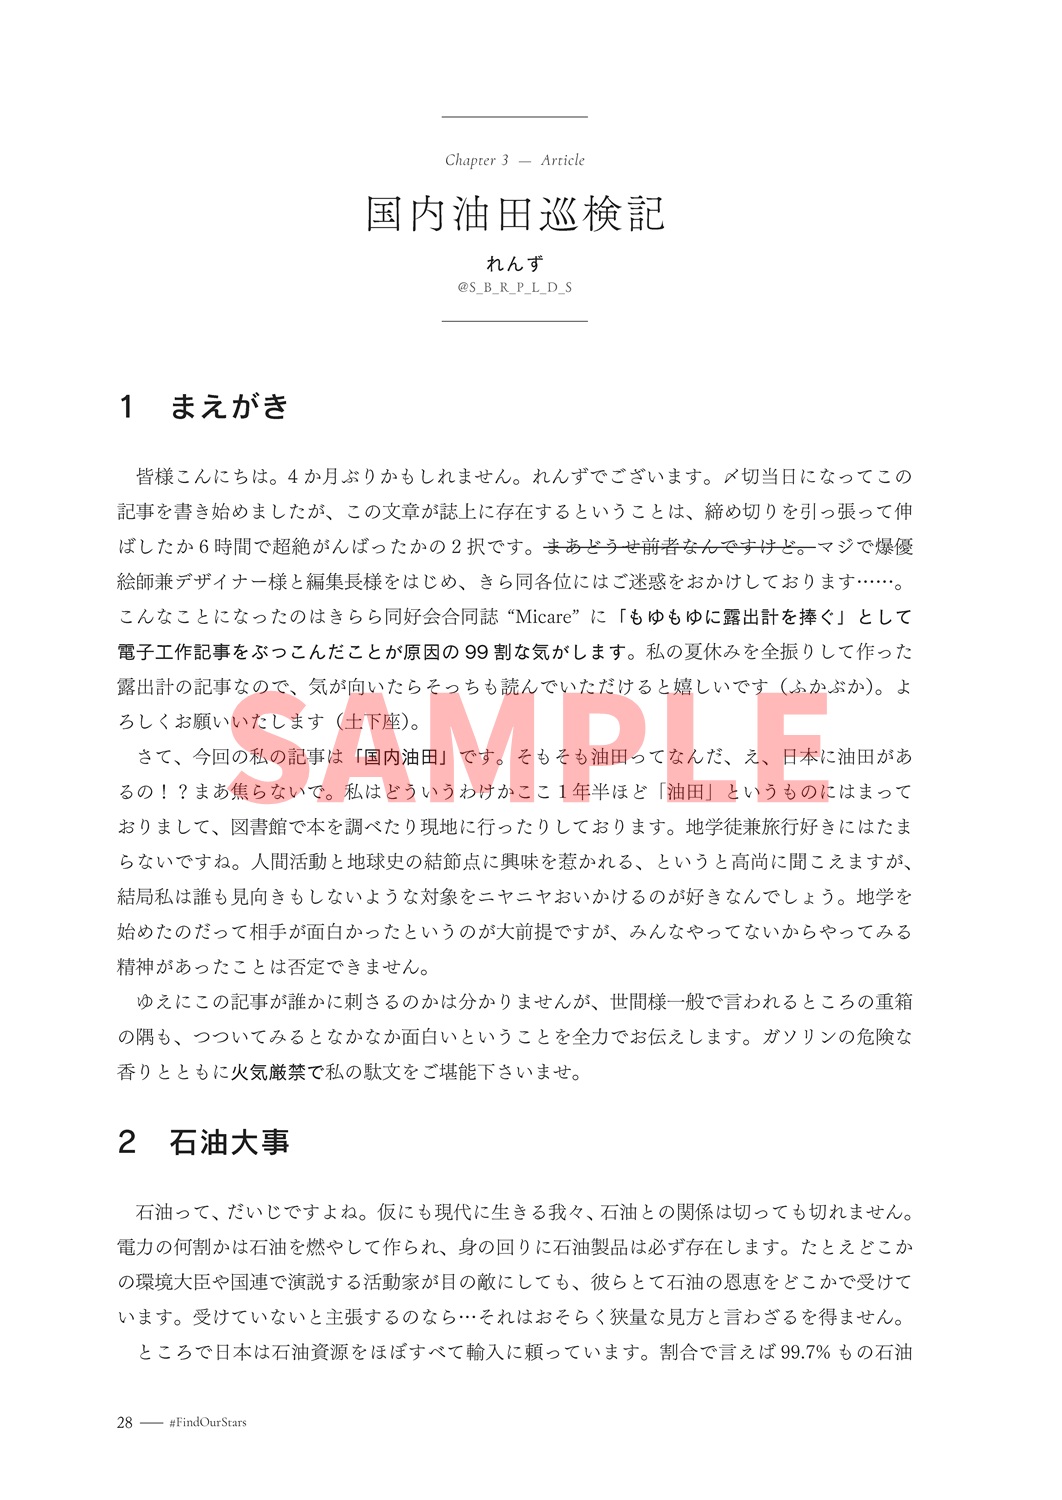 Chapter 3 — Article
国内油田巡検記
れんず
@S_B_R_P_L_D_S
1 まえがき
皆様こんにちは。4 か月ぶりかもしれません。れんずでございます。〆切当日になってこの
記事を書き始めましたが、この文章が誌上に存在するということは、締め切りを引っ張って伸
ばしたか 6 時間で超絶がんばったかの 2 択です。まあどうせ前者なんですけど。マジで爆優
絵師兼デザイナー様と編集長様をはじめ、きら同各位にはご迷惑をおかけしております……。
こんなことになったのはきらら同好会合同誌 “Micare” に「もゆもゆに露出計を捧ぐ」として
電子工作記事をぶっこんだことが原因の 99 割な気がします。私の夏休みを全振りして作った
露出計の記事なので、気が向いたらそっちも読んでいただけると嬉しいです（ふかぶか）。よ
ろしくお願いいたします（土下座）。
さて、今回の私の記事は「国内油田」です。そもそも油田ってなんだ、え、日本に油田があ
るの！？まあ焦らないで。私はどういうわけかここ 1 年半ほど「油田」というものにはまって
おりまして、図書館で本を調べたり現地に行ったりしております。地学徒兼旅行好きにはたま
らないですね。人間活動と地球史の結節点に興味を惹かれる、というと高尚に聞こえますが、
結局私は誰も見向きもしないような対象をニヤニヤおいかけるのが好きなんでしょう。地学を
始めたのだって相手が面白かったというのが大前提ですが、みんなやってないからやってみる
精神があったことは否定できません。
ゆえにこの記事が誰かに刺さるのかは分かりませんが、世間様一般で言われるところの重箱
の隅も、つついてみるとなかなか面白いということを全力でお伝えします。ガソリンの危険な
香りとともに火気厳禁で私の駄文をご堪能下さいませ。
SAMPLE
2 石油大事
石油って、だいじですよね。仮にも現代に生きる我々、石油との関係は切っても切れません。
電力の何割かは石油を燃やして作られ、身の回りに石油製品は必ず存在します。たとえどこか
の環境大臣や国連で演説する活動家が目の敵にしても、彼らとて石油の恩恵をどこかで受けて
います。受けていないと主張するのなら…それはおそらく狭量な見方と言わざるを得ません。
ところで日本は石油資源をほぼすべて輸入に頼っています。割合で言えば 99.7% もの石油
28 — #FindOurStars